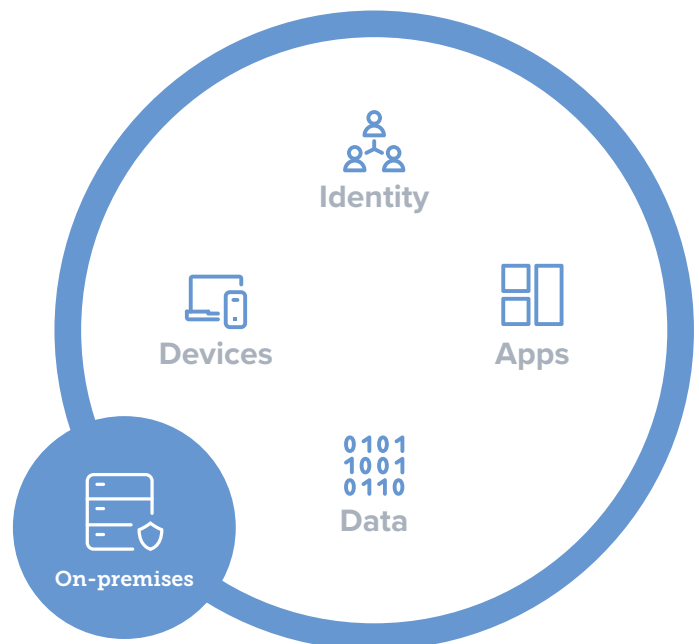 Identity
Devices
Apps
0101
1001
0110
Data
On-premises